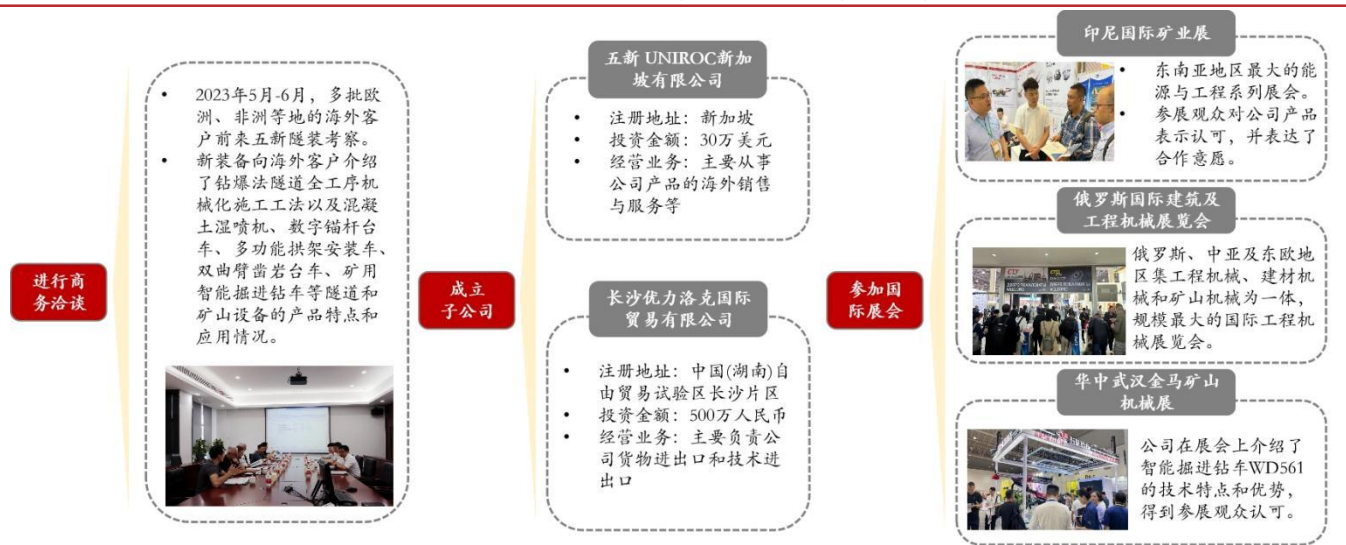 进行商
务洽谈
• 2023年5月-6月，多批欧
洲、非洲等地的海外客
户前来五新隧装考察。
• 新装备向海外客户介绍
了钻爆法隧道全工序机
械化施工工法以及混凝
土湿喷机、数字锚杆台
车、多功能拱架安装车、
双曲臂凿岩台车、矿用
智能掘进钻车等隧道和
矿山设备的产品特点和
应用情况。
成立
子公司
五新 UNIROC新加
坡有限公司
• 注册地址：新加坡
• 投资金额：30万美元
• 经营业务：主要从事
公司产品的海外销售
与服务等
长沙优力洛克国际
贸易有限公司
• 注册地址：中国(湖南)自
由贸易试验区长沙片区
• 投资金额：500万人民币
• 经营业务：主要负责公
司货物进出口和技术进
出口
参加国
际展会
印尼国际矿业展
• 东南亚地区最大的能
源与工程系列展会。
• 参展观众对公司产品
表示认可，并表达了
合作意愿。
俄罗斯国际建筑及
工程机械展览会
俄罗斯、中亚及东欧地
区集工程机械、建材机
械和矿山机械为一体，
规模最大的国际工程机
械展览会。
华中武汉金马矿山
机械展
公司在展会上介绍了
智能掘进钻车WD561
的技术特点和优势，
得到参展观众认可。